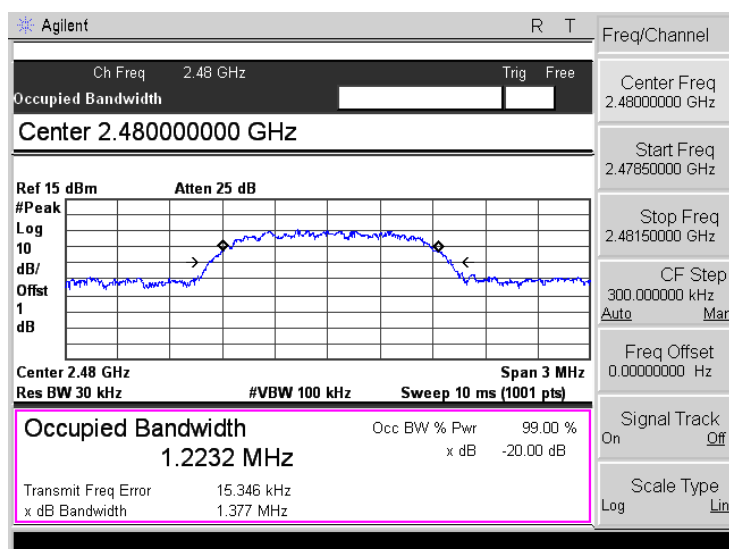 Agilent R T
Ch Freq 2.48 GHz Trig Free
Occupied Bandwidth
Center 2.480000000 GHz
Ref 15 dBm Atten 25 dB
#Peak
Log
10
dB/
Offst
1
dB
Center 2.48 GHz Span 3 MHz
Res BW 30 kHz #VBW 100 kHz Sweep 10 ms (1001 pts)
Occupied Bandwidth
1.2232 MHz
Occ BW % Pwr 99.00 %
x dB -20.00 dB
Transmit Freq Error 15.346 kHz
x dB Bandwidth 1.377 MHz
Freq/Channel
Center Freq
2.48000000 GHz
Start Freq
2.47850000 GHz
Stop Freq
2.48150000 GHz
CF Step
300.000000 kHz
Auto Man
Freq Offset
0.00000000 Hz
Signal Track
On Off
Scale Type
Log Lin